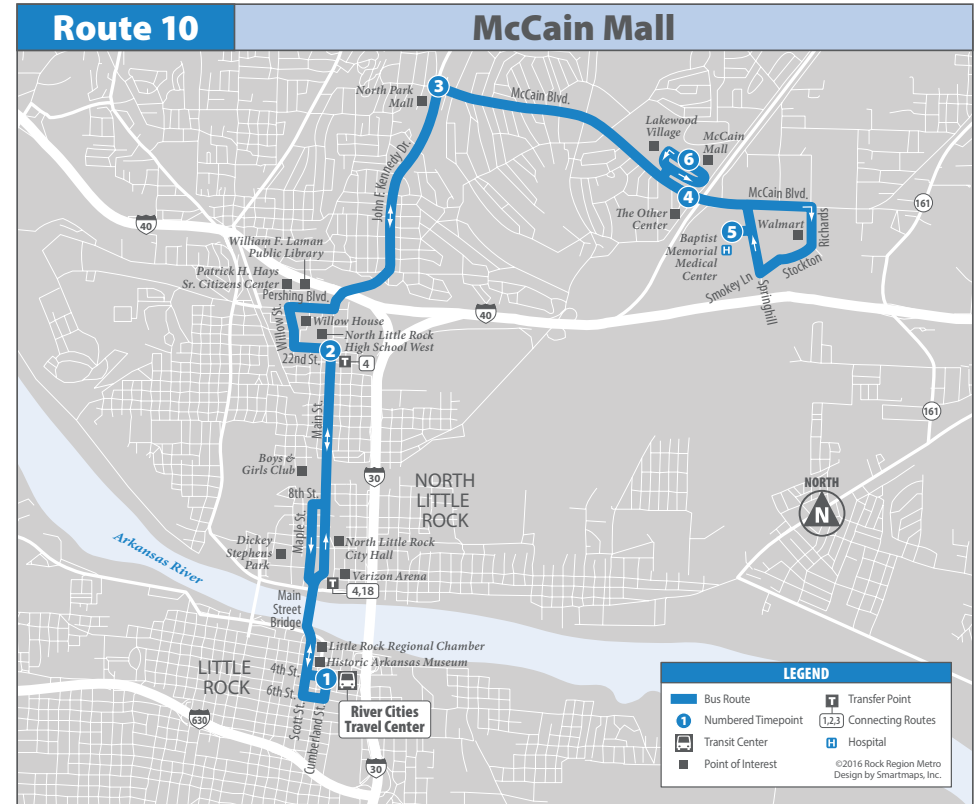 Route 10
McCain Mall
North Park
Mall
3
McCain Blvd.
Lakewood
Village
McCain
Mall
6
John F. Kennedy Dr.
4
McCain Blvd.
161
40
The Other
Center
5
Walmart
Richards
William F. Laman
Public Library
Baptist
Memorial
Medical
Center
H
Patrick H. Hays
Sr. Citizens Center
Smokey Ln
Stockton
Springhill
Pershing Blvd.
Willow St.
Willow House
40
North Little Rock
High School West
22nd St.
2
T
4
Main St.
161
Boys &
Girls Club
30
NORTH
LITTLE
ROCK
NORTH
N
8th St.
Maple St.
Arkansas River
Dickey
Stephens
Park
North Little Rock
City Hall
Verizon Arena
T
4,18
Main
Street
Bridge
Little Rock Regional Chamber
Historic Arkansas Museum
LITTLE
ROCK
4th St.
1
6th St.
Scott St.
Cumberland St.
River Cities
Travel Center
630
30
LEGEND
Bus Route
T
Transfer Point
1
Numbered Timepoint
1,2,3
Connecting Routes
Transit Center
H
Hospital
Point of Interest
©2016 Rock Region Metro
Design by Smartmaps, Inc.